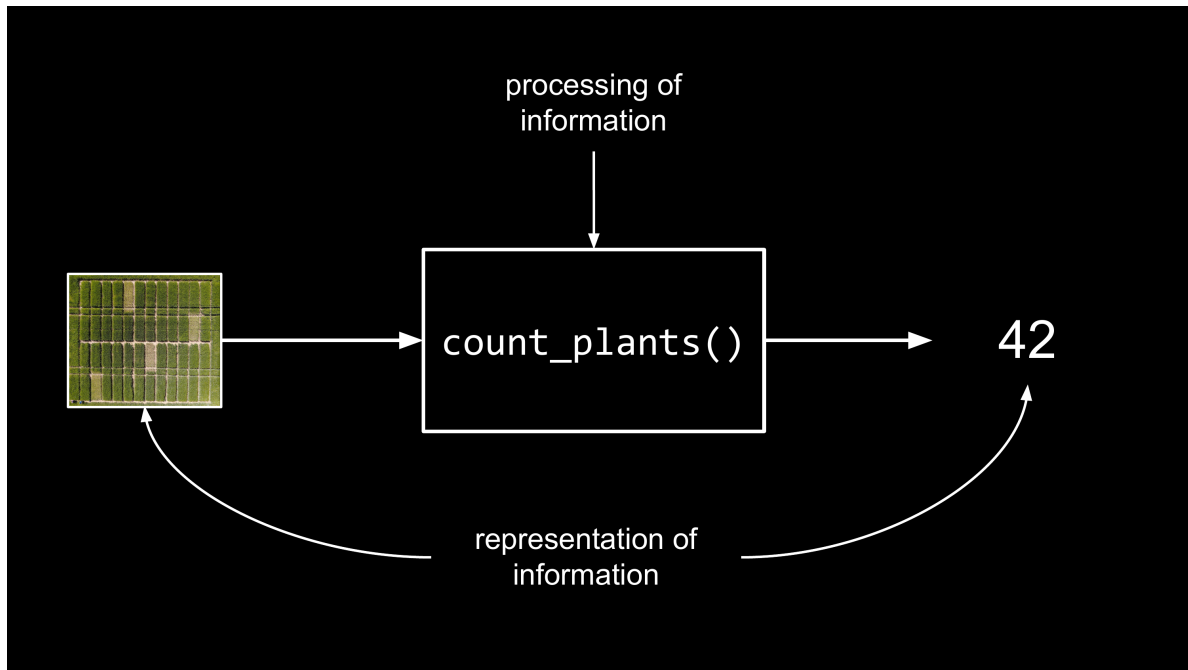 processing of
information
count_plants()
42
representation of
information